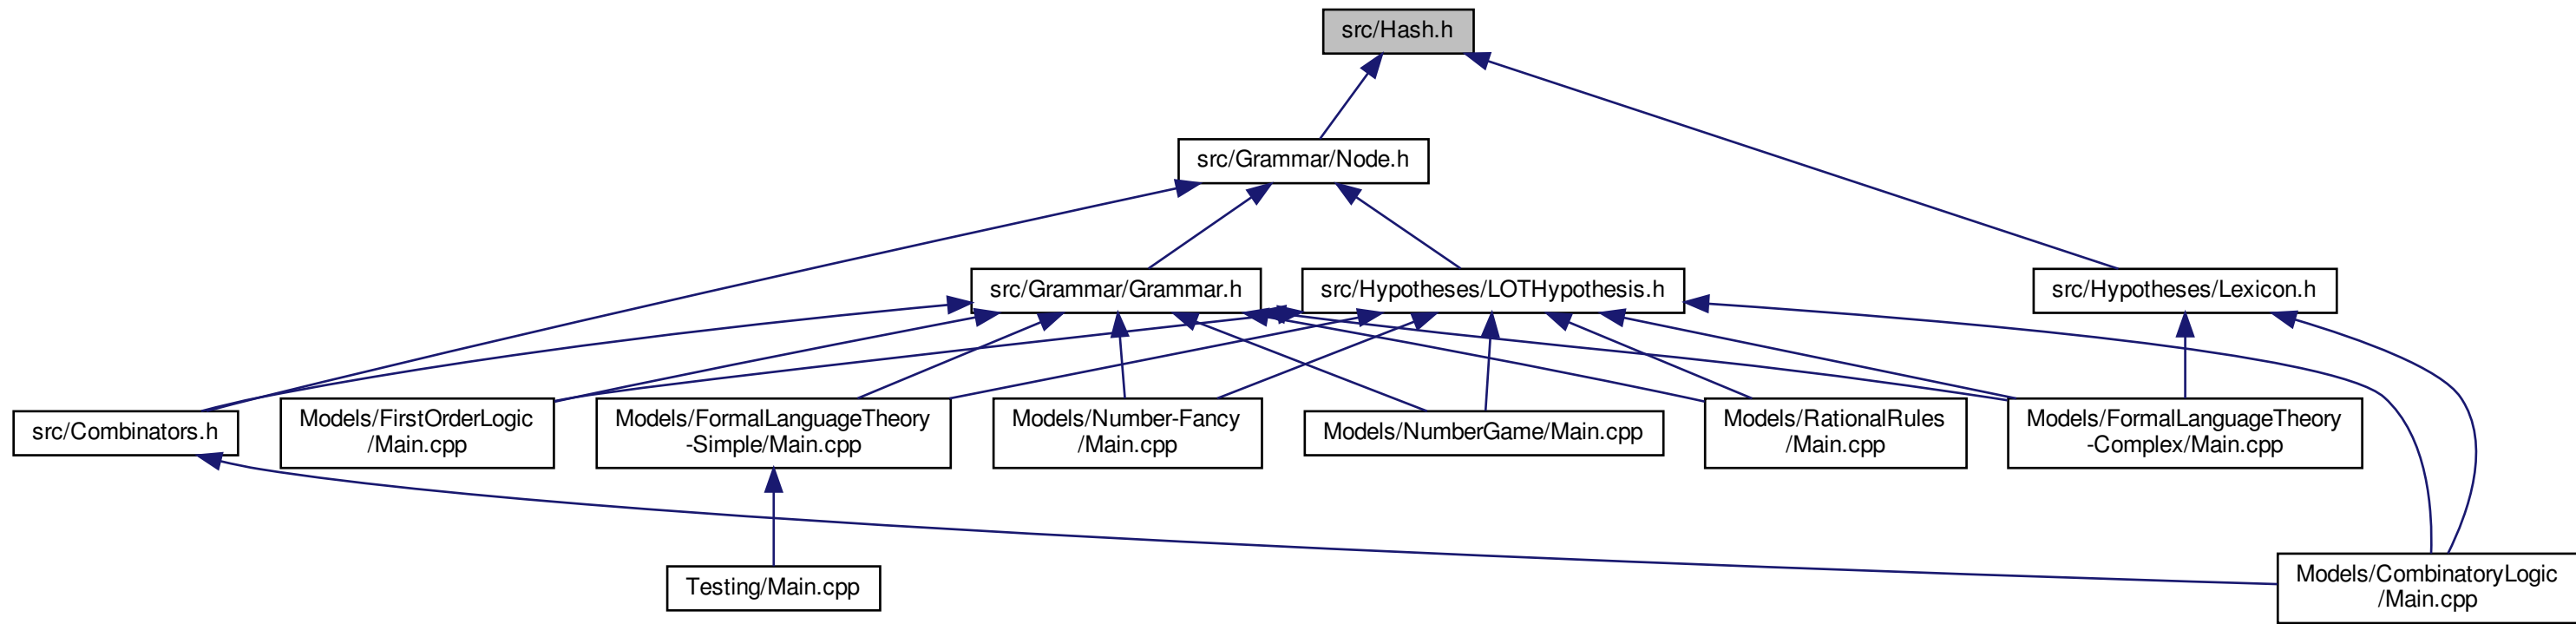 src/Hash.h
src/Grammar/Node.h
src/Grammar/Grammar.h
src/Hypotheses/LOTHypothesis.h
src/Hypotheses/Lexicon.h
src/Combinators.h
Models/FirstOrderLogic
/Main.cpp
Models/FormalLanguageTheory
-Simple/Main.cpp
Models/Number-Fancy
/Main.cpp
Models/NumberGame/Main.cpp
Models/RationalRules
/Main.cpp
Models/FormalLanguageTheory
-Complex/Main.cpp
Testing/Main.cpp
Models/CombinatoryLogic
/Main.cpp